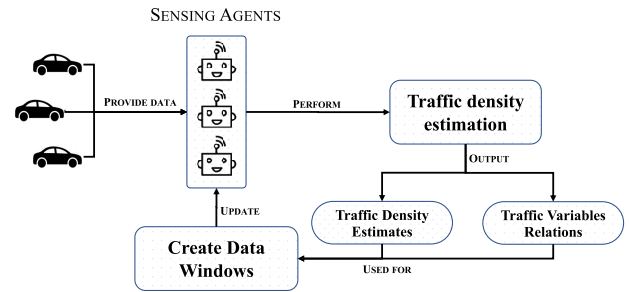 SENSING AGENTS
PROVIDE DATA
PERFORM
Traffic density
estimation
OUTPUT
Traffic Density
Estimates
Traffic Variables
Relations
UPDATE
Create Data
Windows
USED FOR